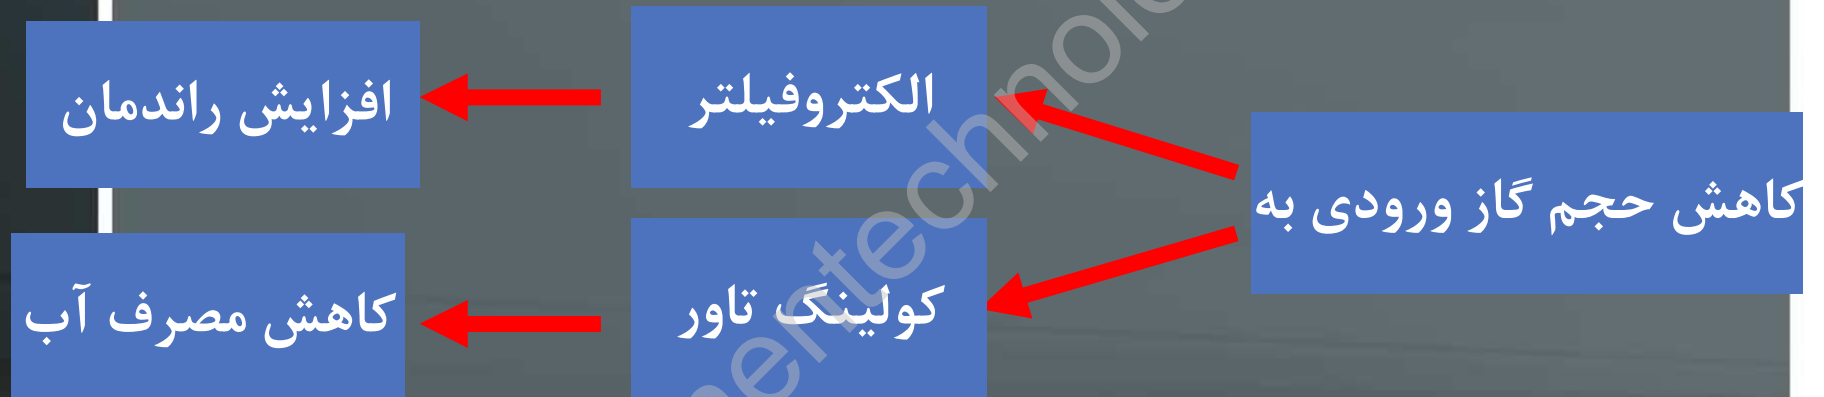 کاهش حجم گاز ورودی به
الکتروفیلتر
افزایش راندمان
کولینگ تاور
کاهش مصرف آب